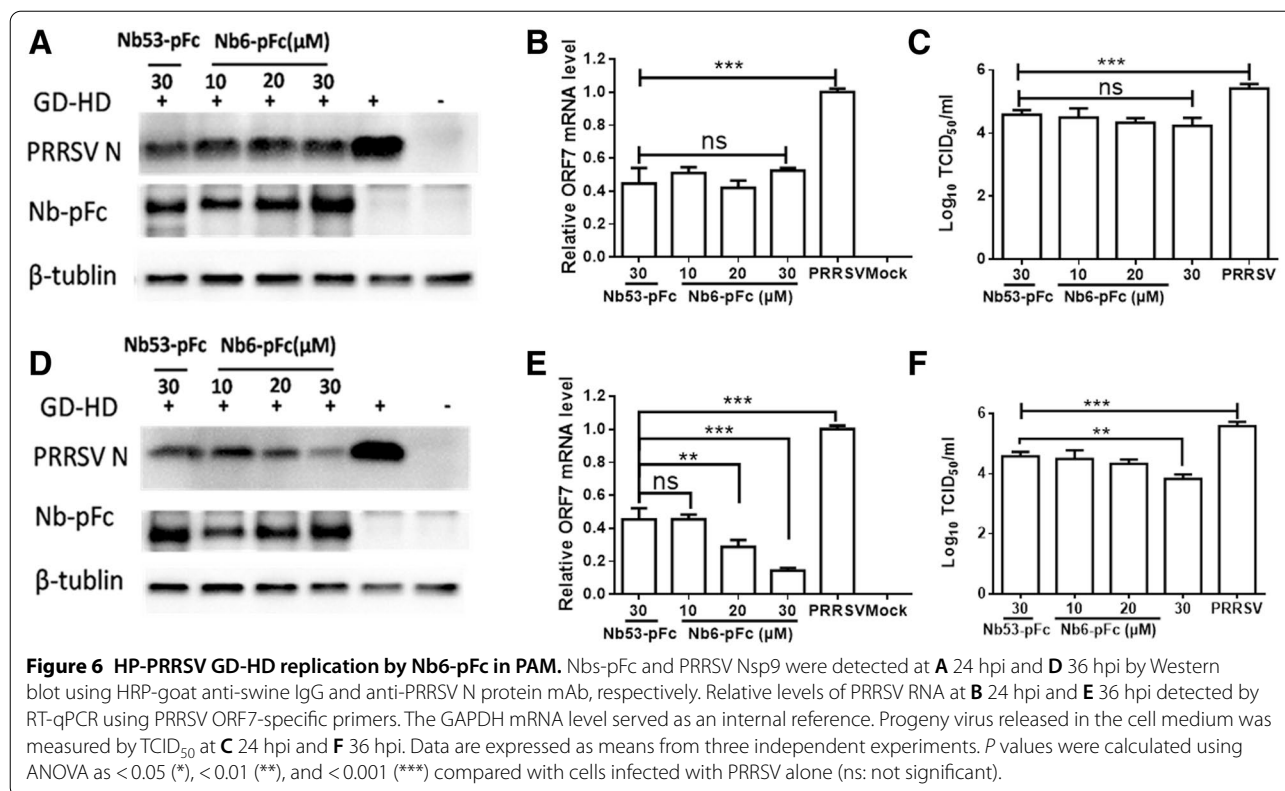 A
Nb53-pFc Nb6-pFc(μM)
30 10 20 30
GD-HD + + + + + -
PRRSV N
Nb-pFc
β-tublin
B
Relative ORF7 mRNA level
1.2
1.0
0.8
0.6
0.4
0.2
0.0
***
ns
30 10 20 30 PRRSV Mock
Nb53-pFc Nb6-pFc (μM)
C
Log10 TCID50/ml
6
4
2
0
***
ns
30 10 20 30 PRRSV
Nb53-pFc Nb6-pFc (μM)
D
Nb53-pFc Nb6-pFc(μM)
30 10 20 30
GD-HD + + + + + -
PRRSV N
Nb-pFc
β-tublin
E
Relative ORF7 mRNA level
1.2
1.0
0.8
0.6
0.4
0.2
0.0
***
***
**
ns
30 10 20 30 PRRSV Mock
Nb53-pFc Nb6-pFc (μM)
F
Log10 TCID50/ml
6
4
2
0
***
**
30 10 20 30 PRRSV
Nb53-pFc Nb6-pFc (μM)
Figure 6 HP-PRRSV GD-HD replication by Nb6-pFc in PAM. Nbs-pFc and PRRSV Nsp9 were detected at A 24 hpi and D 36 hpi by Western
blot using HRP-goat anti-swine IgG and anti-PRRSV N protein mAb, respectively. Relative levels of PRRSV RNA at B 24 hpi and E 36 hpi detected by
RT-qPCR using PRRSV ORF7-specific primers. The GAPDH mRNA level served as an internal reference. Progeny virus released in the cell medium was
measured by TCID50 at C 24 hpi and F 36 hpi. Data are expressed as means from three independent experiments. P values were calculated using
ANOVA as < 0.05 (*), < 0.01 (**), and < 0.001 (***) compared with cells infected with PRRSV alone (ns: not significant).